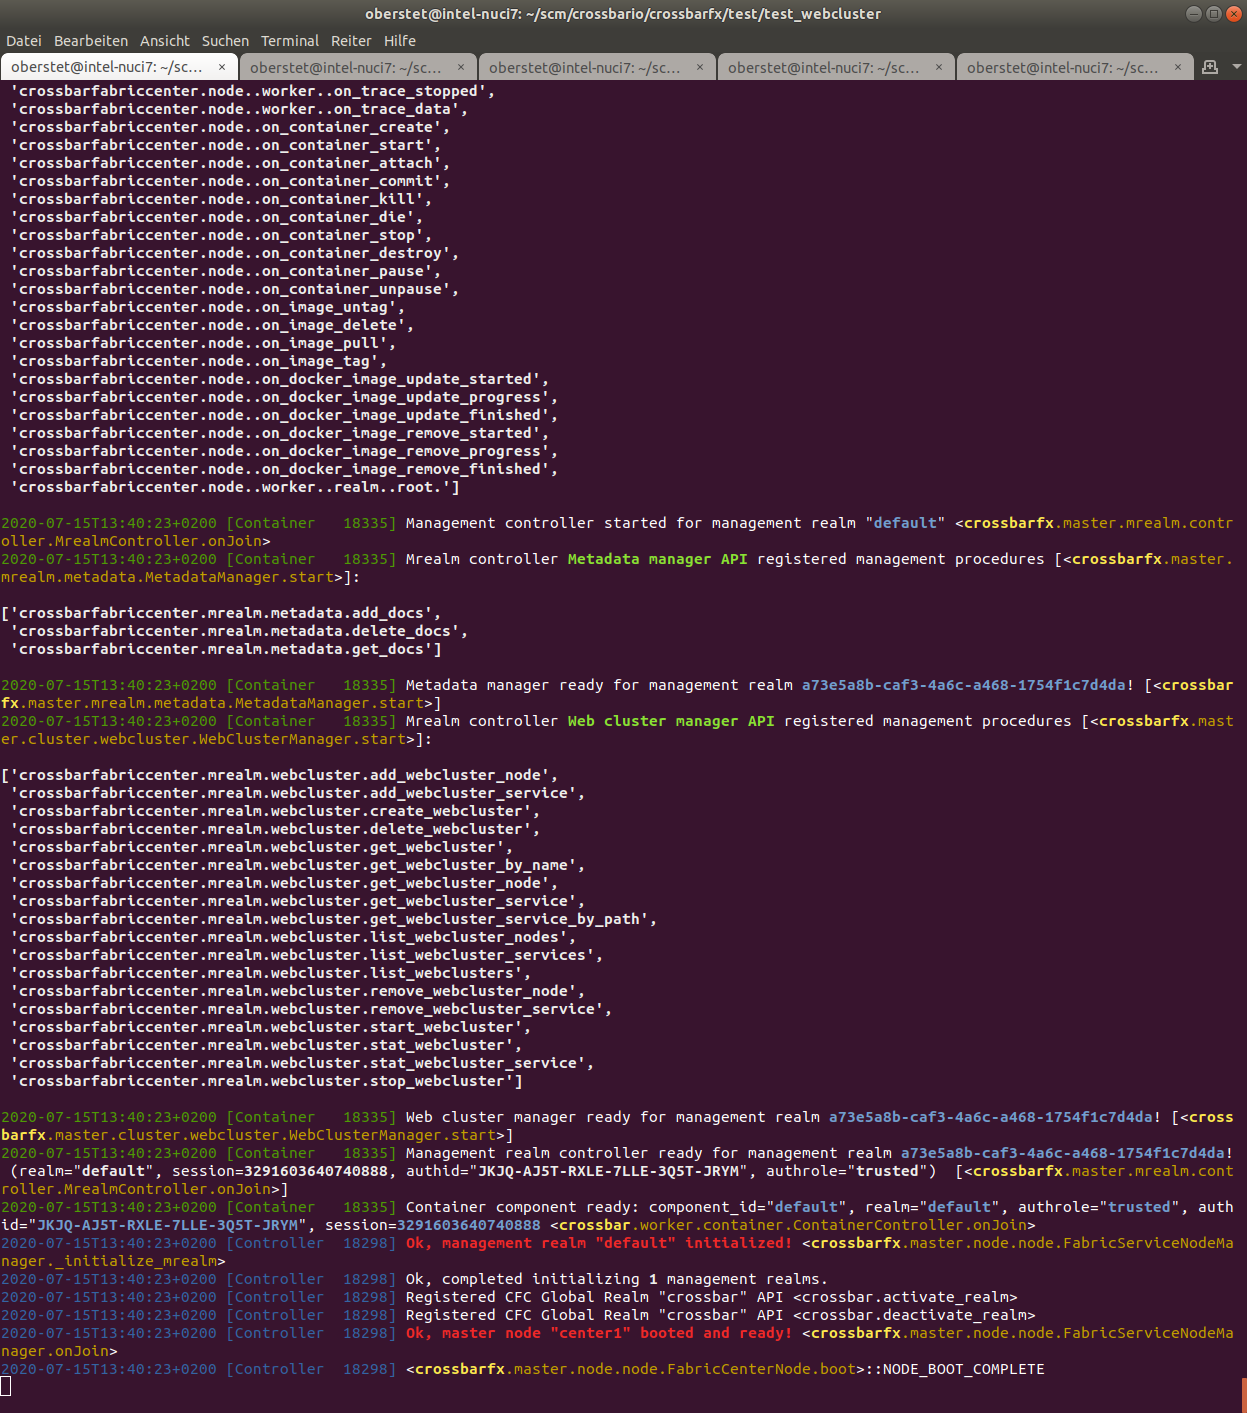 oberstet@intel-nuci7: ~/scm/crossbario/crossbarfx/test/test_webcluster
Datei Bearbeiten Ansicht Suchen Terminal Reiter Hilfe
oberstet@intel-nuci7: ~/sc… × oberstet@intel-nuci7: ~/sc… × oberstet@intel-nuci7: ~/sc… × oberstet@intel-nuci7: ~/sc… × oberstet@intel-nuci7: ~/sc… ×
 'crossbarfabriccenter.node..worker..on_trace_stopped',
 'crossbarfabriccenter.node..worker..on_trace_data',
 'crossbarfabriccenter.node..on_container_create',
 'crossbarfabriccenter.node..on_container_start',
 'crossbarfabriccenter.node..on_container_attach',
 'crossbarfabriccenter.node..on_container_commit',
 'crossbarfabriccenter.node..on_container_kill',
 'crossbarfabriccenter.node..on_container_die',
 'crossbarfabriccenter.node..on_container_stop',
 'crossbarfabriccenter.node..on_container_destroy',
 'crossbarfabriccenter.node..on_container_pause',
 'crossbarfabriccenter.node..on_container_unpause',
 'crossbarfabriccenter.node..on_image_untag',
 'crossbarfabriccenter.node..on_image_delete',
 'crossbarfabriccenter.node..on_image_pull',
 'crossbarfabriccenter.node..on_image_tag',
 'crossbarfabriccenter.node..on_docker_image_update_started',
 'crossbarfabriccenter.node..on_docker_image_update_progress',
 'crossbarfabriccenter.node..on_docker_image_update_finished',
 'crossbarfabriccenter.node..on_docker_image_remove_started',
 'crossbarfabriccenter.node..on_docker_image_remove_progress',
 'crossbarfabriccenter.node..on_docker_image_remove_finished',
 'crossbarfabriccenter.node..worker..realm..root.']
2020-07-15T13:40:23+0200 [Container   18335] Management controller started for management realm "default" <crossbarfx.master.mrealm.contr
oller.MrealmController.onJoin>
2020-07-15T13:40:23+0200 [Container   18335] Mrealm controller Metadata manager API registered management procedures [<crossbarfx.master.
mrealm.metadata.MetadataManager.start>]:
['crossbarfabriccenter.mrealm.metadata.add_docs',
 'crossbarfabriccenter.mrealm.metadata.delete_docs',
 'crossbarfabriccenter.mrealm.metadata.get_docs']
2020-07-15T13:40:23+0200 [Container   18335] Metadata manager ready for management realm a73e5a8b-caf3-4a6c-a468-1754f1c7d4da! [<crossbar
fx.master.mrealm.metadata.MetadataManager.start>]
2020-07-15T13:40:23+0200 [Container   18335] Mrealm controller Web cluster manager API registered management procedures [<crossbarfx.mast
er.cluster.webcluster.WebClusterManager.start>]:
['crossbarfabriccenter.mrealm.webcluster.add_webcluster_node',
 'crossbarfabriccenter.mrealm.webcluster.add_webcluster_service',
 'crossbarfabriccenter.mrealm.webcluster.create_webcluster',
 'crossbarfabriccenter.mrealm.webcluster.delete_webcluster',
 'crossbarfabriccenter.mrealm.webcluster.get_webcluster',
 'crossbarfabriccenter.mrealm.webcluster.get_webcluster_by_name',
 'crossbarfabriccenter.mrealm.webcluster.get_webcluster_node',
 'crossbarfabriccenter.mrealm.webcluster.get_webcluster_service',
 'crossbarfabriccenter.mrealm.webcluster.get_webcluster_service_by_path',
 'crossbarfabriccenter.mrealm.webcluster.list_webcluster_nodes',
 'crossbarfabriccenter.mrealm.webcluster.list_webcluster_services',
 'crossbarfabriccenter.mrealm.webcluster.list_webclusters',
 'crossbarfabriccenter.mrealm.webcluster.remove_webcluster_node',
 'crossbarfabriccenter.mrealm.webcluster.remove_webcluster_service',
 'crossbarfabriccenter.mrealm.webcluster.start_webcluster',
 'crossbarfabriccenter.mrealm.webcluster.stat_webcluster',
 'crossbarfabriccenter.mrealm.webcluster.stat_webcluster_service',
 'crossbarfabriccenter.mrealm.webcluster.stop_webcluster']
2020-07-15T13:40:23+0200 [Container   18335] Web cluster manager ready for management realm a73e5a8b-caf3-4a6c-a468-1754f1c7d4da! [<cross
barfx.master.cluster.webcluster.WebClusterManager.start>]
2020-07-15T13:40:23+0200 [Container   18335] Management realm controller ready for management realm a73e5a8b-caf3-4a6c-a468-1754f1c7d4da!
 (realm="default", session=3291603640740888, authid="JKJQ-AJ5T-RXLE-7LLE-3Q5T-JRYM", authrole="trusted")  [<crossbarfx.master.mrealm.cont
roller.MrealmController.onJoin>]
2020-07-15T13:40:23+0200 [Container   18335] Container component ready: component_id="default", realm="default", authrole="trusted", auth
id="JKJQ-AJ5T-RXLE-7LLE-3Q5T-JRYM", session=3291603640740888 <crossbar.worker.container.ContainerController.onJoin>
2020-07-15T13:40:23+0200 [Controller  18298] Ok, management realm "default" initialized! <crossbarfx.master.node.node.FabricServiceNodeMa
nager._initialize_mrealm>
2020-07-15T13:40:23+0200 [Controller  18298] Ok, completed initializing 1 management realms.
2020-07-15T13:40:23+0200 [Controller  18298] Registered CFC Global Realm "crossbar" API <crossbar.activate_realm>
2020-07-15T13:40:23+0200 [Controller  18298] Registered CFC Global Realm "crossbar" API <crossbar.deactivate_realm>
2020-07-15T13:40:23+0200 [Controller  18298] Ok, master node "center1" booted and ready! <crossbarfx.master.node.node.FabricServiceNodeMa
nager.onJoin>
2020-07-15T13:40:23+0200 [Controller  18298] <crossbarfx.master.node.node.FabricCenterNode.boot>::NODE_BOOT_COMPLETE